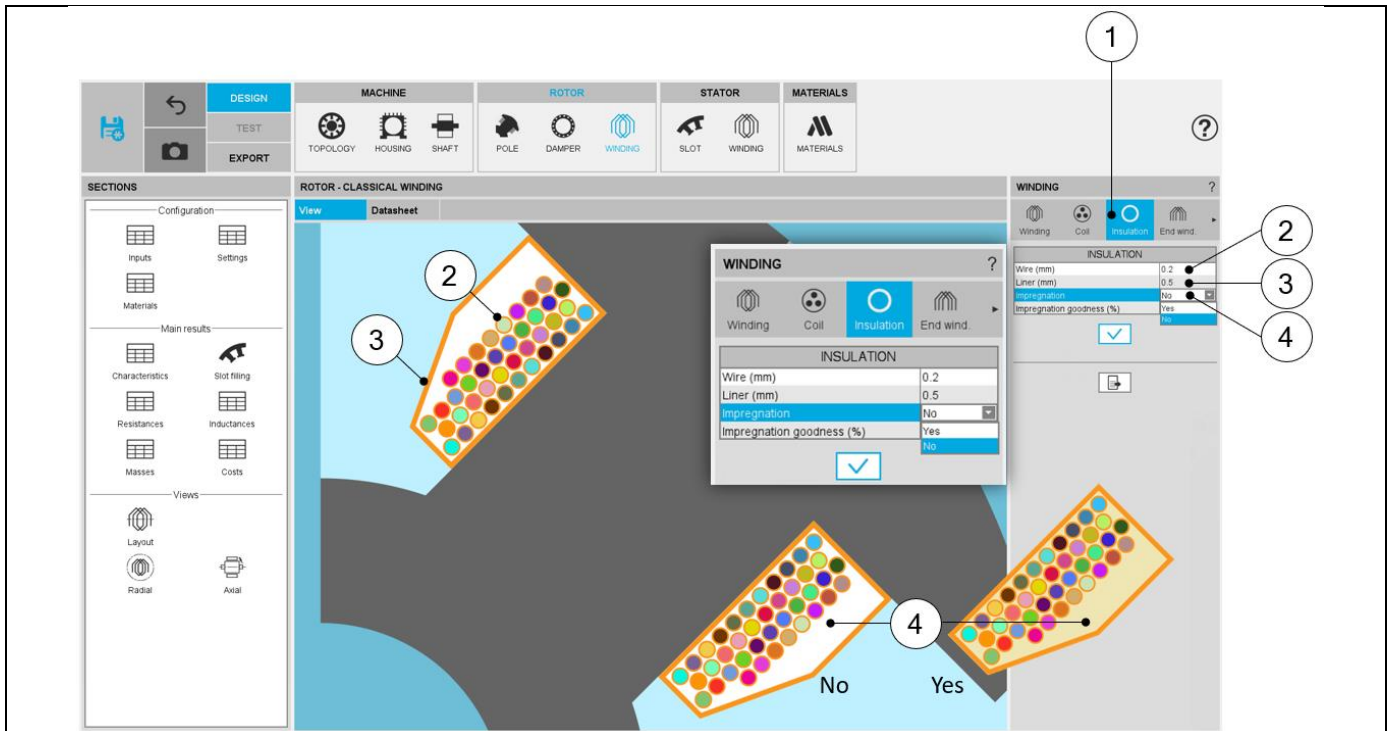 1
DESIGN
TEST
EXPORT
MACHINE
TOPOLOGY HOUSING SHAFT
ROTOR
POLE DAMPER WINDING
STATOR
SLOT WINDING
MATERIALS
MATERIALS
?
SECTIONS
Configuration
Inputs Settings
Materials
Main results
Characteristics Slot filling
Resistances Inductances
Masses Costs
Views
Layout
Radial Axial
ROTOR - CLASSICAL WINDING
View Datasheet
2
3
WINDING ?
Winding Coil Insulation End wind.
INSULATION
Wire (mm) 0.2
Liner (mm) 0.5
Impregnation No
Impregnation goodness (%) Yes
No
4
No Yes
WINDING ?
Winding Coil Insulation End wind.
INSULATION
Wire (mm) 0.2
Liner (mm) 0.5
Impregnation No
Impregnation goodness (%) Yes
No
2
3
4